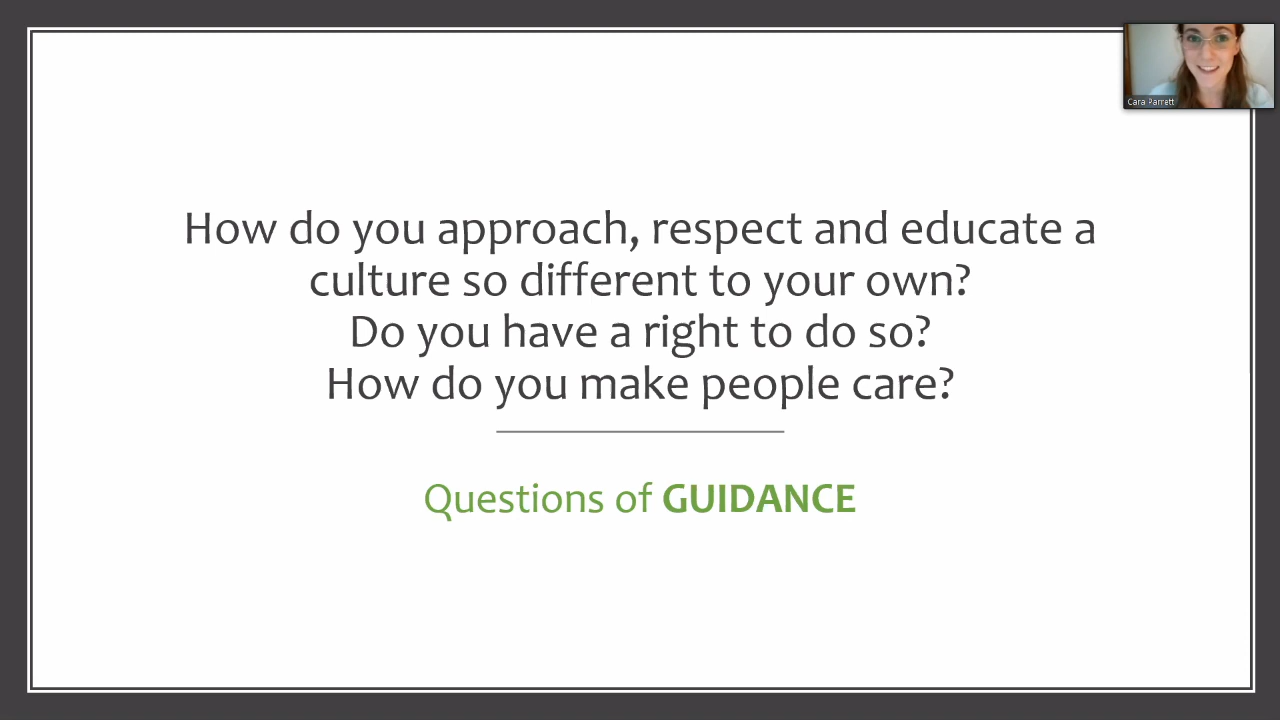 Cara Parrett
How do you approach, respect and educate a
culture so different to your own?
Do you have a right to do so?
How do you make people care?
Questions of GUIDANCE